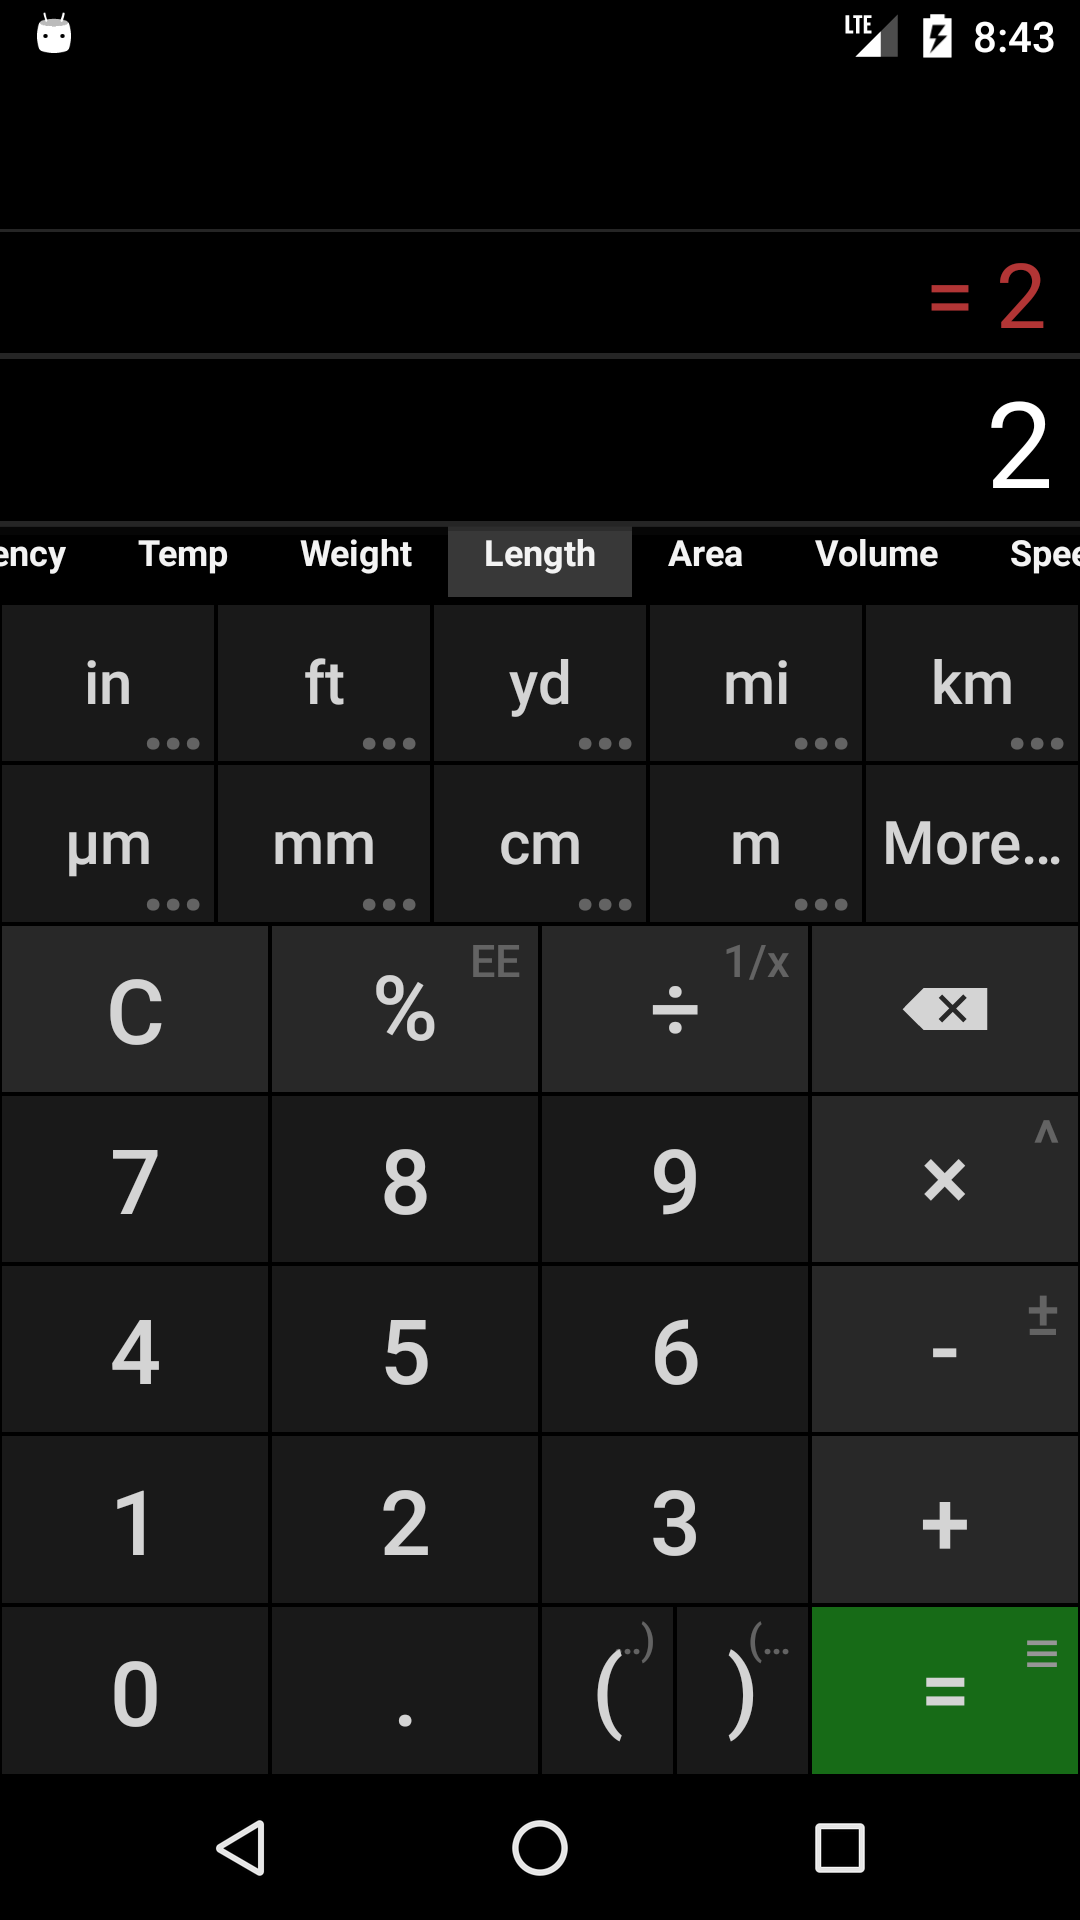 LTE 8:43
= 2
2
ency Temp Weight Length Area Volume Spee
in ft yd mi km
µm mm cm m More...
C % EE ÷ 1/x
7 8 9 × ^
4 5 6 - ±
1 2 3 +
0 . ( ..) ) (... =